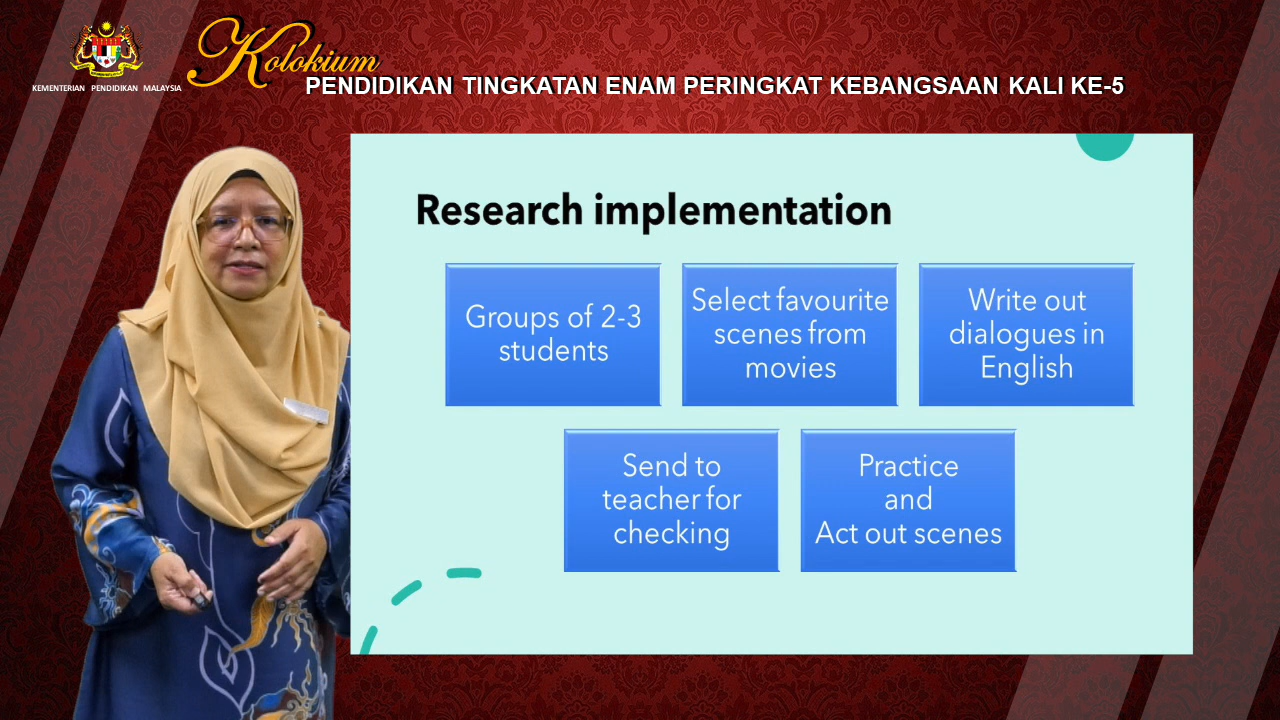 KEMENTERIAN PENDIDIKAN MALAYSIA
Kolokium
PENDIDIKAN TINGKATAN ENAM PERINGKAT KEBANGSAAN KALI KE-5
Research implementation
Groups of 2-3
students
Select favourite
scenes from
movies
Write out
dialogues in
English
Send to
teacher for
checking
Practice
and
Act out scenes